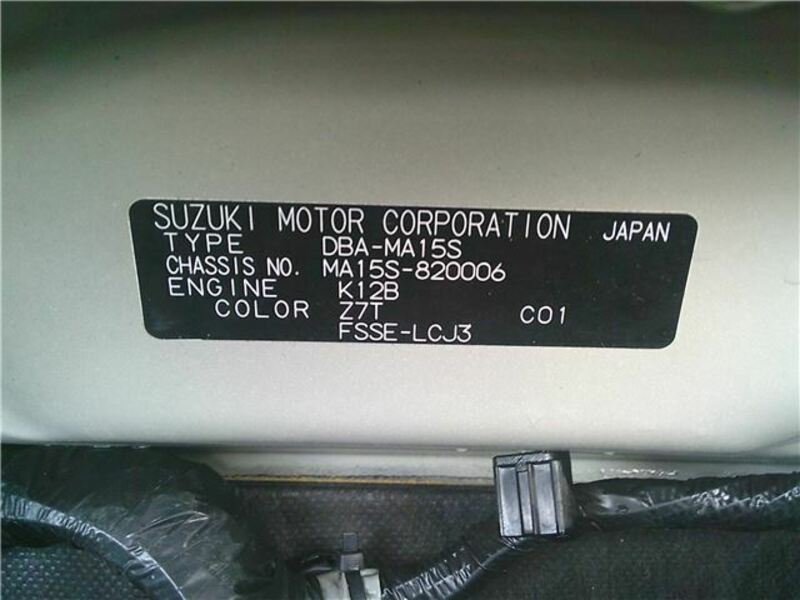 SUZUKI MOTOR CORPORATION JAPAN
TYPE DBA-MA15S
CHASSIS NO. MA15S-820006
ENGINE K12B
COLOR Z7T C01
FSSE-LCJ3